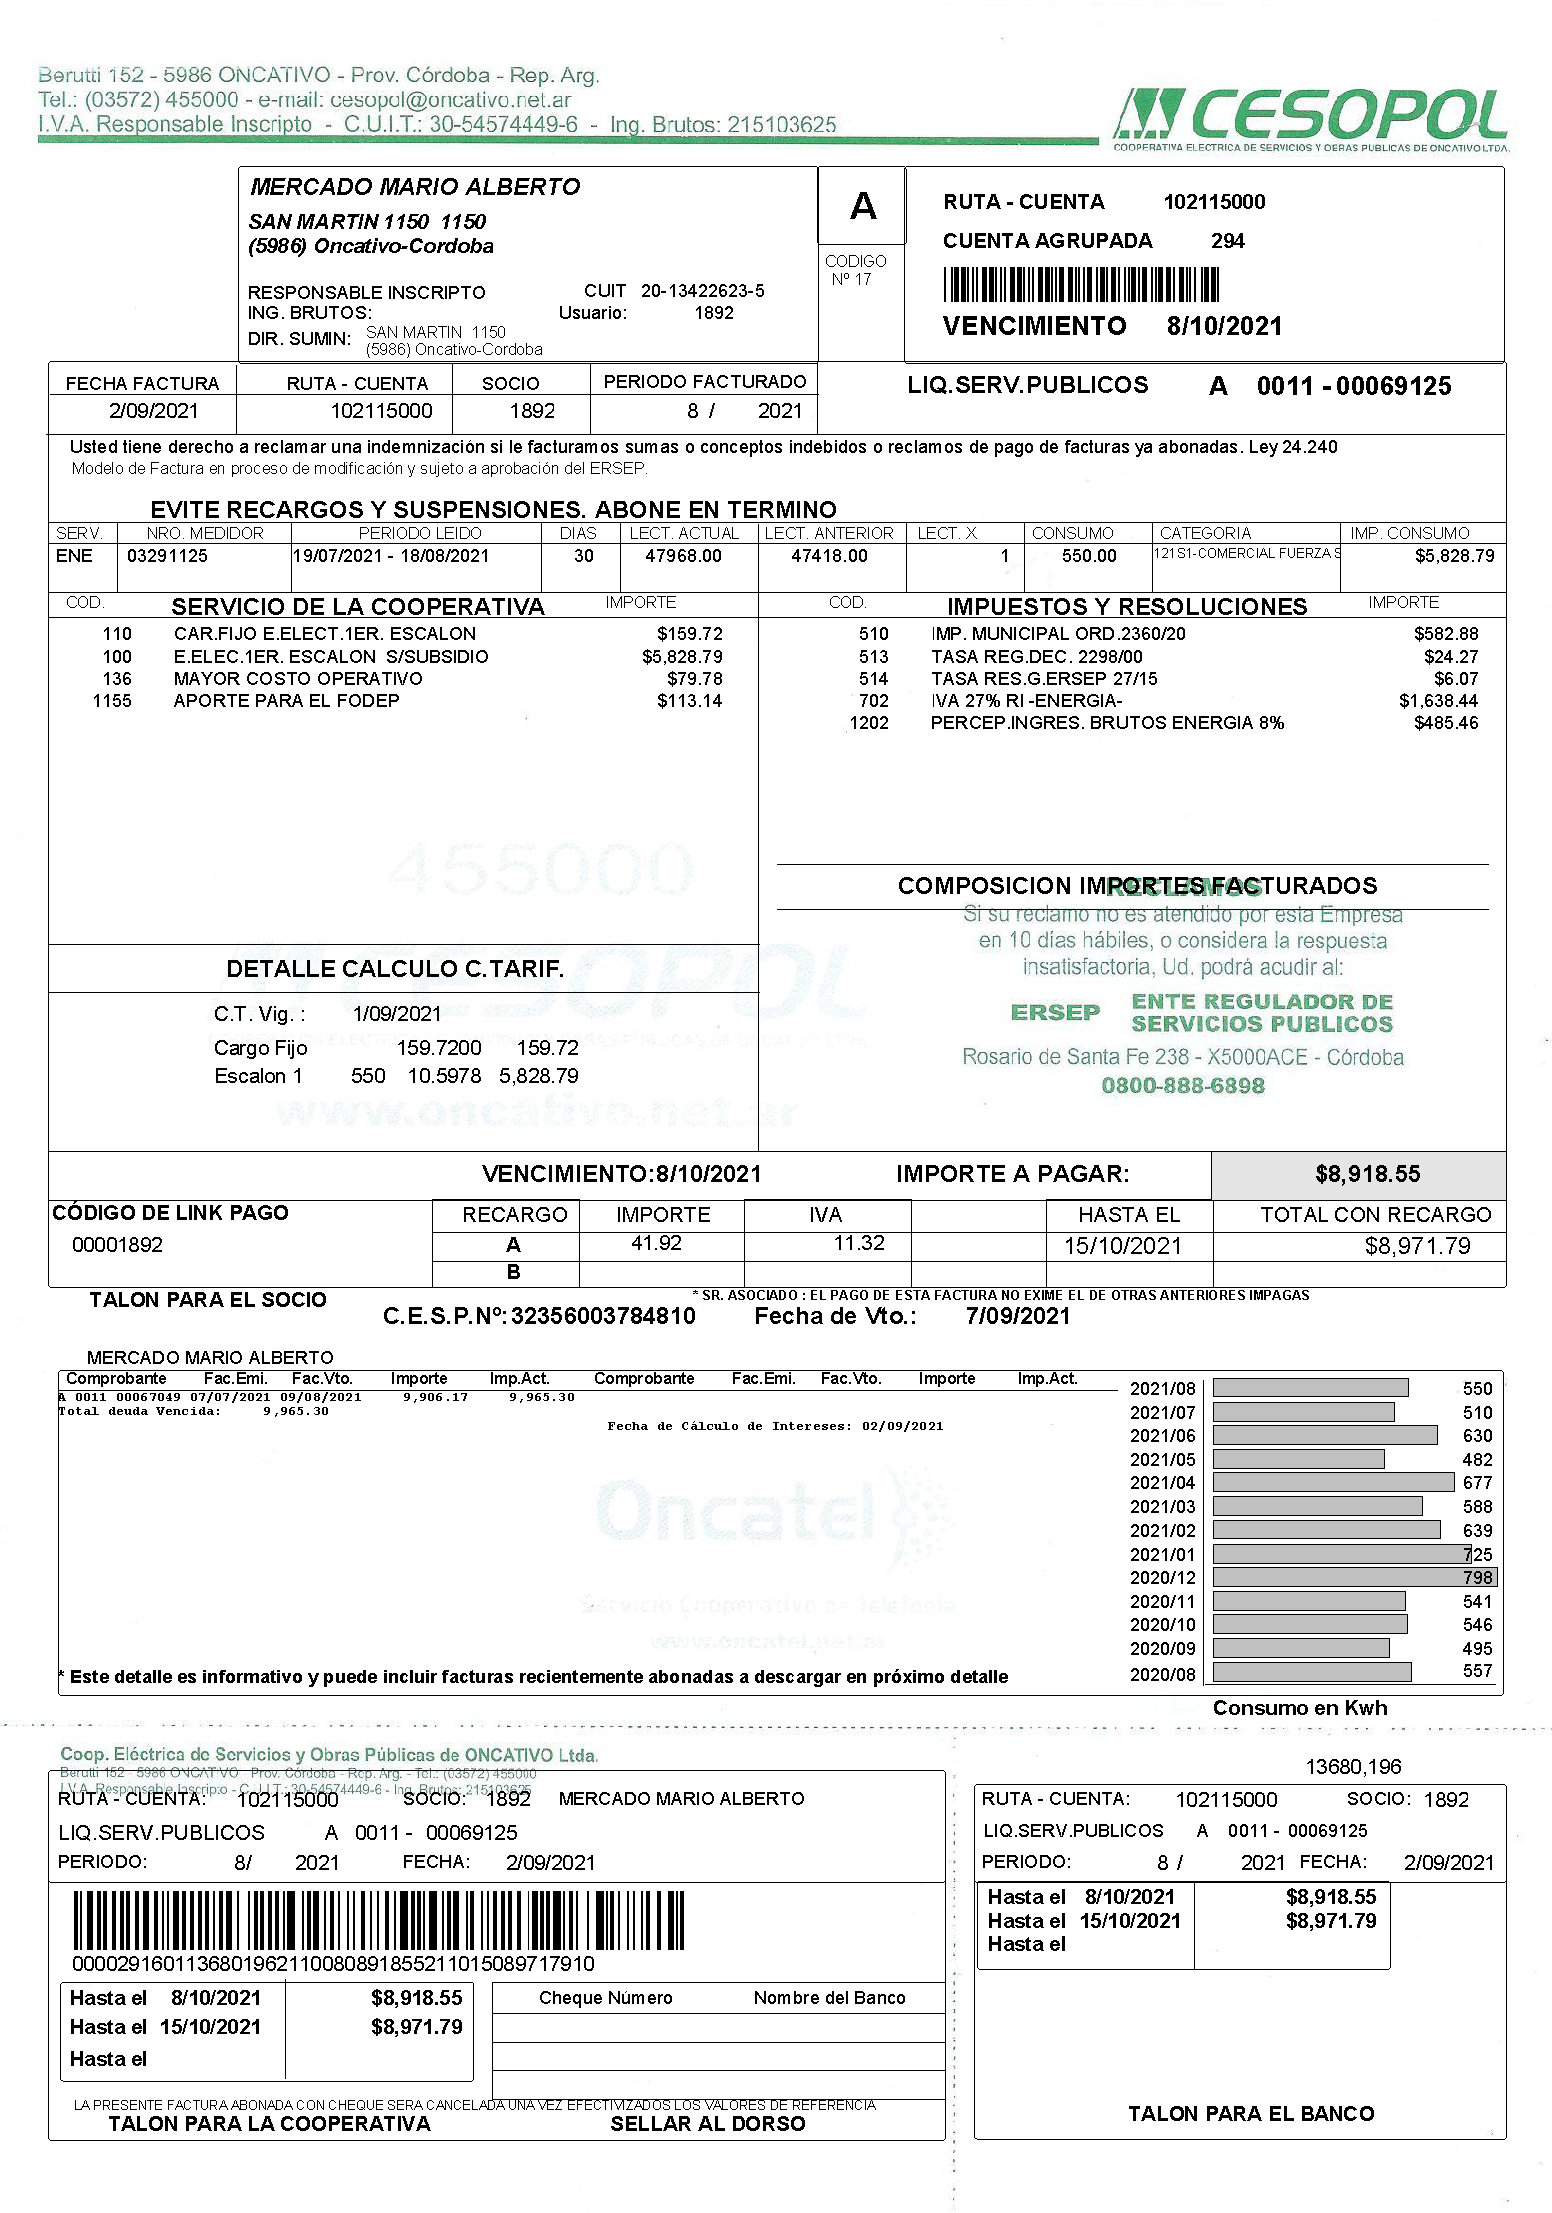 Berutti 152 - 5986 ONCATIVO - Prov. Córdoba - Rep. Arg.
Tel.: (03572) 455000 - e-mail: cesopol@oncativo.net.ar
I.V.A. Responsable Inscripto - C.U.I.T.: 30-54574449-6 - Ing. Brutos: 215103625
CESOPOL
COOPERATIVA ELECTRICA DE SERVICIOS Y OBRAS PUBLICAS DE ONCATIVO LTDA.
MERCADO MARIO ALBERTO
SAN MARTIN 1150 1150
(5986) Oncativo-Cordoba
RESPONSABLE INSCRIPTO CUIT 20-13422623-5
ING. BRUTOS: Usuario: 1892
DIR. SUMIN: SAN MARTIN 1150
(5986) Oncativo-Cordoba
A
CODIGO
Nº 17
RUTA - CUENTA 102115000
CUENTA AGRUPADA 294
VENCIMIENTO 8/10/2021
FECHA FACTURA RUTA - CUENTA SOCIO PERIODO FACTURADO
2/09/2021 102115000 1892 8 / 2021
LIQ.SERV.PUBLICOS A 0011 - 00069125
Usted tiene derecho a reclamar una indemnización si le facturamos sumas o conceptos indebidos o reclamos de pago de facturas ya abonadas. Ley 24.240
Modelo de Factura en proceso de modificación y sujeto a aprobación del ERSEP.
EVITE RECARGOS Y SUSPENSIONES. ABONE EN TERMINO
SERV. NRO. MEDIDOR PERIODO LEIDO DIAS LECT. ACTUAL LECT. ANTERIOR LECT. X CONSUMO CATEGORIA IMP. CONSUMO
ENE 03291125 19/07/2021 - 18/08/2021 30 47968.00 47418.00 1 550.00 121S1-COMERCIAL FUERZA S $5,828.79
COD. SERVICIO DE LA COOPERATIVA IMPORTE
110 CAR.FIJO E.ELECT.1ER. ESCALON $159.72
100 E.ELEC.1ER. ESCALON S/SUBSIDIO $5,828.79
136 MAYOR COSTO OPERATIVO $79.78
1155 APORTE PARA EL FODEP $113.14
COD. IMPUESTOS Y RESOLUCIONES IMPORTE
510 IMP. MUNICIPAL ORD.2360/20 $582.88
513 TASA REG.DEC. 2298/00 $24.27
514 TASA RES.G.ERSEP 27/15 $6.07
702 IVA 27% RI -ENERGIA- $1,638.44
1202 PERCEP.INGRES. BRUTOS ENERGIA 8% $485.46
455000
CESOPOL
www.oncativo.net.ar
COMPOSICION IMPORTES FACTURADOS
RECLAMOS
Si su reclamo no es atendido por esta Empresa
en 10 días hábiles, o considera la respuesta
insatisfactoria, Ud. podrá acudir al:
ERSEP ENTE REGULADOR DE
SERVICIOS PUBLICOS
Rosario de Santa Fe 238 - X5000ACE - Córdoba
0800-888-6898
DETALLE CALCULO C.TARIF.
C.T. Vig. : 1/09/2021
Cargo Fijo 159.7200 159.72
Escalon 1 550 10.5978 5,828.79
VENCIMIENTO:8/10/2021 IMPORTE A PAGAR: $8,918.55
CÓDIGO DE LINK PAGO RECARGO IMPORTE IVA HASTA EL TOTAL CON RECARGO
00001892 A 41.92 11.32 15/10/2021 $8,971.79
B
TALON PARA EL SOCIO
* SR. ASOCIADO : EL PAGO DE ESTA FACTURA NO EXIME EL DE OTRAS ANTERIORES IMPAGAS
C.E.S.P.Nº: 32356003784810 Fecha de Vto.: 7/09/2021
MERCADO MARIO ALBERTO
Comprobante Fac.Emi. Fac.Vto. Importe Imp.Act. Comprobante Fac.Emi. Fac.Vto. Importe Imp.Act.
A 0011 00067049 07/07/2021 09/08/2021 9,906.17 9,965.30
Total deuda Vencida: 9,965.30
Fecha de Cálculo de Intereses: 02/09/2021
Oncatel
Servicio Cooperativo de Telefonía
www.oncatel.net.ar
* Este detalle es informativo y puede incluir facturas recientemente abonadas a descargar en próximo detalle
2021/08 550
2021/07 510
2021/06 630
2021/05 482
2021/04 677
2021/03 588
2021/02 639
2021/01 725
2020/12 798
2020/11 541
2020/10 546
2020/09 495
2020/08 557
Consumo en Kwh
Coop. Eléctrica de Servicios y Obras Públicas de ONCATIVO Ltda.
Berutti 152 - 5986 ONCATIVO - Prov. Córdoba - Rep. Arg. - Tel.: (03572) 455000
I.V.A. Responsable Inscripto - C.U.I.T.: 30-54574449-6 - Ing. Brutos: 215103625
RUTA - CUENTA: 102115000 SOCIO: 1892 MERCADO MARIO ALBERTO
LIQ.SERV.PUBLICOS A 0011 - 00069125
PERIODO: 8/ 2021 FECHA: 2/09/2021
0000291601136801962110080891855211015089717910
Hasta el 8/10/2021 $8,918.55
Hasta el 15/10/2021 $8,971.79
Hasta el
Cheque Número Nombre del Banco
LA PRESENTE FACTURA ABONADA CON CHEQUE SERA CANCELADA UNA VEZ EFECTIVIZADOS LOS VALORES DE REFERENCIA
TALON PARA LA COOPERATIVA SELLAR AL DORSO
13680,196
RUTA - CUENTA: 102115000 SOCIO: 1892
LIQ.SERV.PUBLICOS A 0011 - 00069125
PERIODO: 8 / 2021 FECHA: 2/09/2021
Hasta el 8/10/2021 $8,918.55
Hasta el 15/10/2021 $8,971.79
Hasta el
TALON PARA EL BANCO